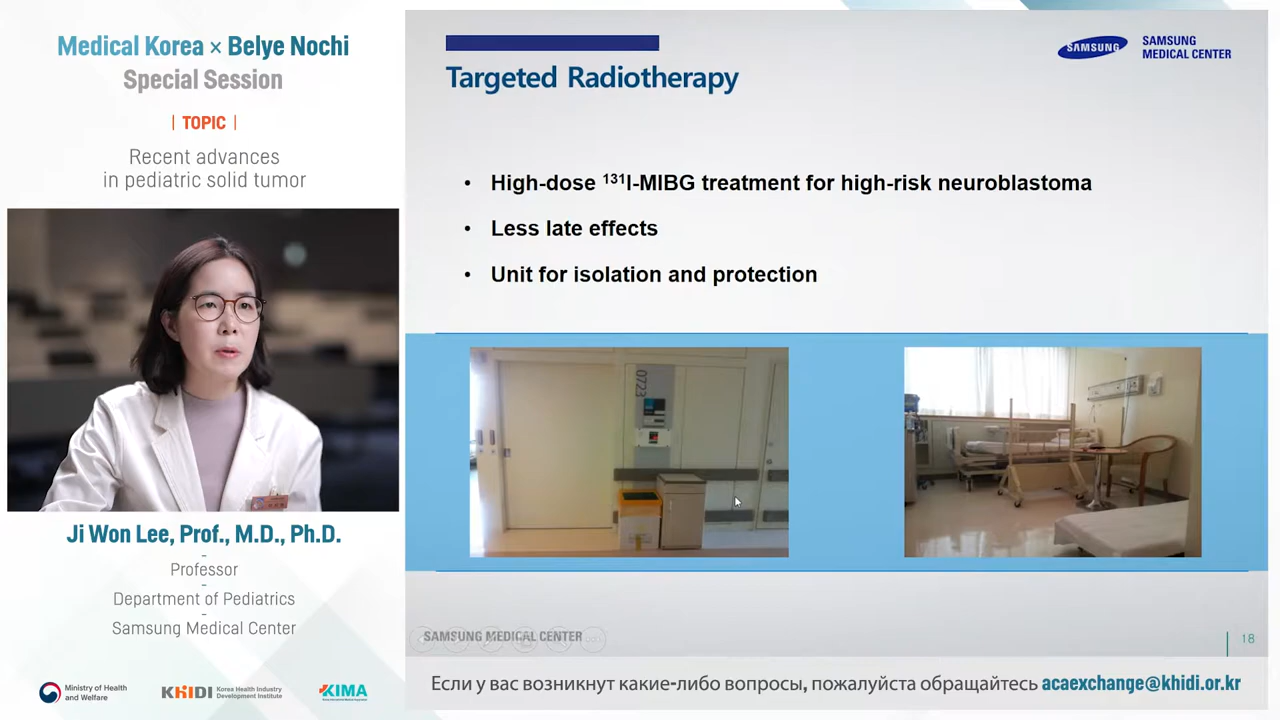 Medical Korea × Belye Nochi
Special Session
| TOPIC |
Recent advances
in pediatric solid tumor
Ji Won Lee, Prof., M.D., Ph.D.
-
Professor
-
Department of Pediatrics
-
Samsung Medical Center
Ministry of Health
and Welfare
KHIDI Korea Health Industry
Development Institute
KIMA
SAMSUNG
SAMSUNG
MEDICAL CENTER
Targeted Radiotherapy
• High-dose ¹³¹I-MIBG treatment for high-risk neuroblastoma
• Less late effects
• Unit for isolation and protection
0723
SAMSUNG MEDICAL CENTER
18
Если у вас возникнут какие-либо вопросы, пожалуйста обращайтесь acaexchange@khidi.or.kr